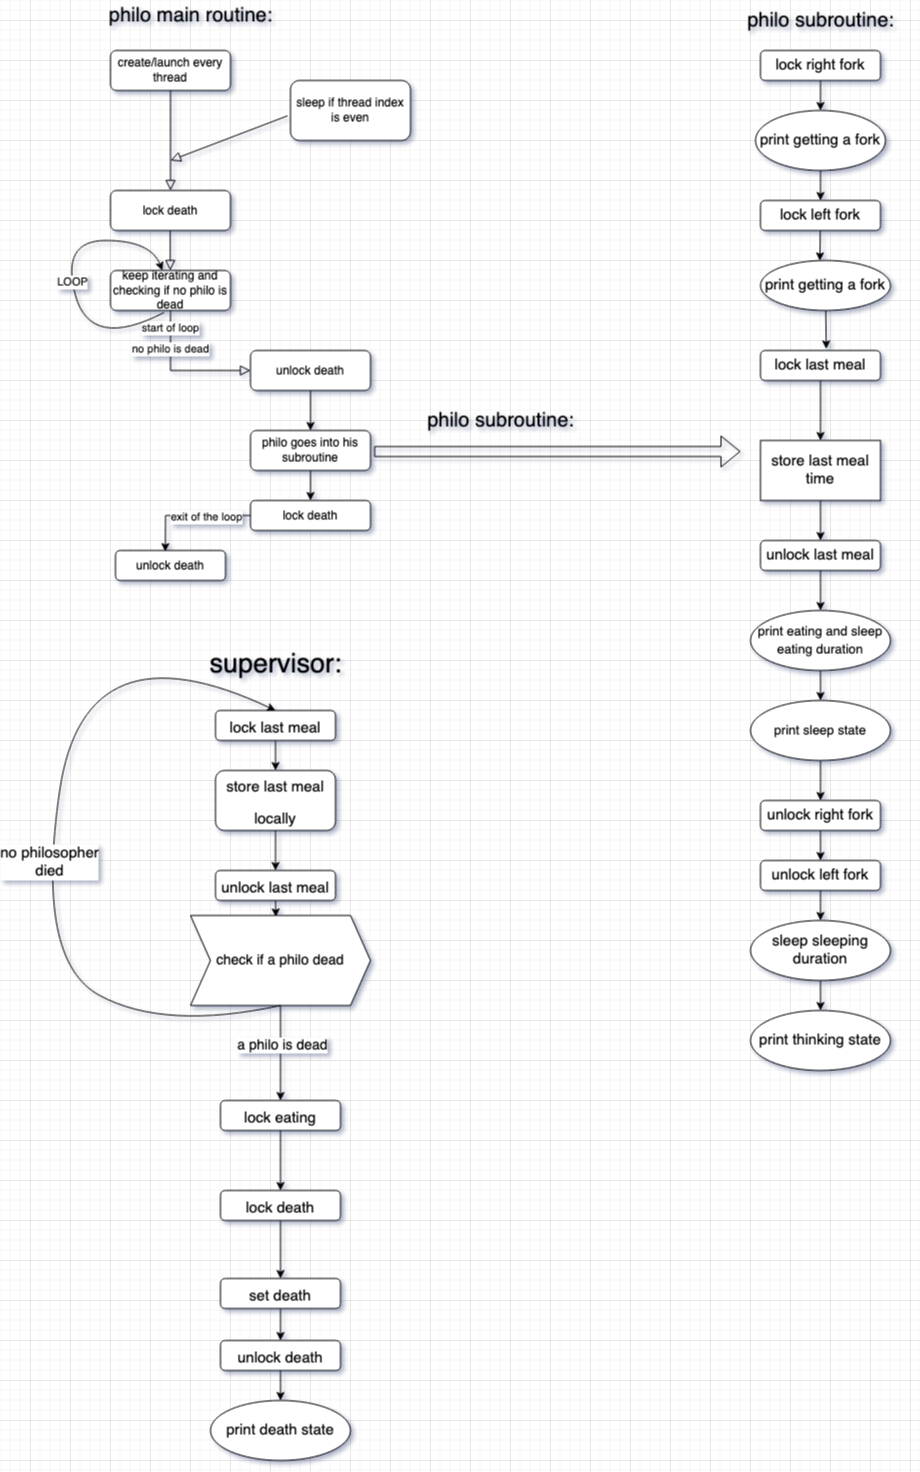 philo main routine:
create/launch every
thread
sleep if thread index
is even
lock death
LOOP
keep iterating and
checking if no philo is
dead
start of loop
no philo is dead
unlock death
philo goes into his
subroutine
philo subroutine:
lock death
exit of the loop
unlock death
supervisor:
lock last meal
store last meal
locally
unlock last meal
no philosopher
died
check if a philo dead
a philo is dead
lock eating
lock death
set death
unlock death
print death state
philo subroutine:
lock right fork
print getting a fork
lock left fork
print getting a fork
lock last meal
store last meal
time
unlock last meal
print eating and sleep
eating duration
print sleep state
unlock right fork
unlock left fork
sleep sleeping
duration
print thinking state